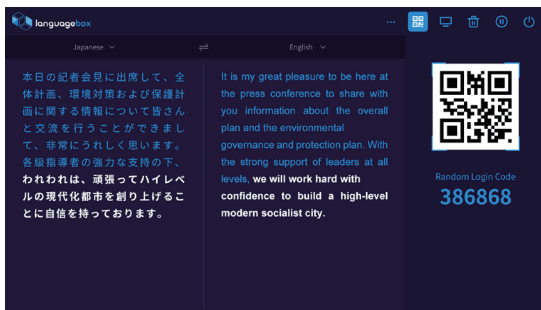 languagebox
Japanese
English
本日の記者会見に出席して、全
体計画、環境対策および保護計
画に関する情報について皆さん
と交流を行うことができまし
て、非常にうれしく思います。
各級指導者の強力な支持の下、
われわれは、頑張ってハイレベ
ルの現代化都市を創り上げるこ
とに自信を持っております。
It is my great pleasure to be here at
the press conference to share with
you information about the overall
plan and the environmental
governance and protection plan. With
the strong support of leaders at all
levels, we will work hard with
confidence to build a high-level
modern socialist city.
Random Login Code
386868